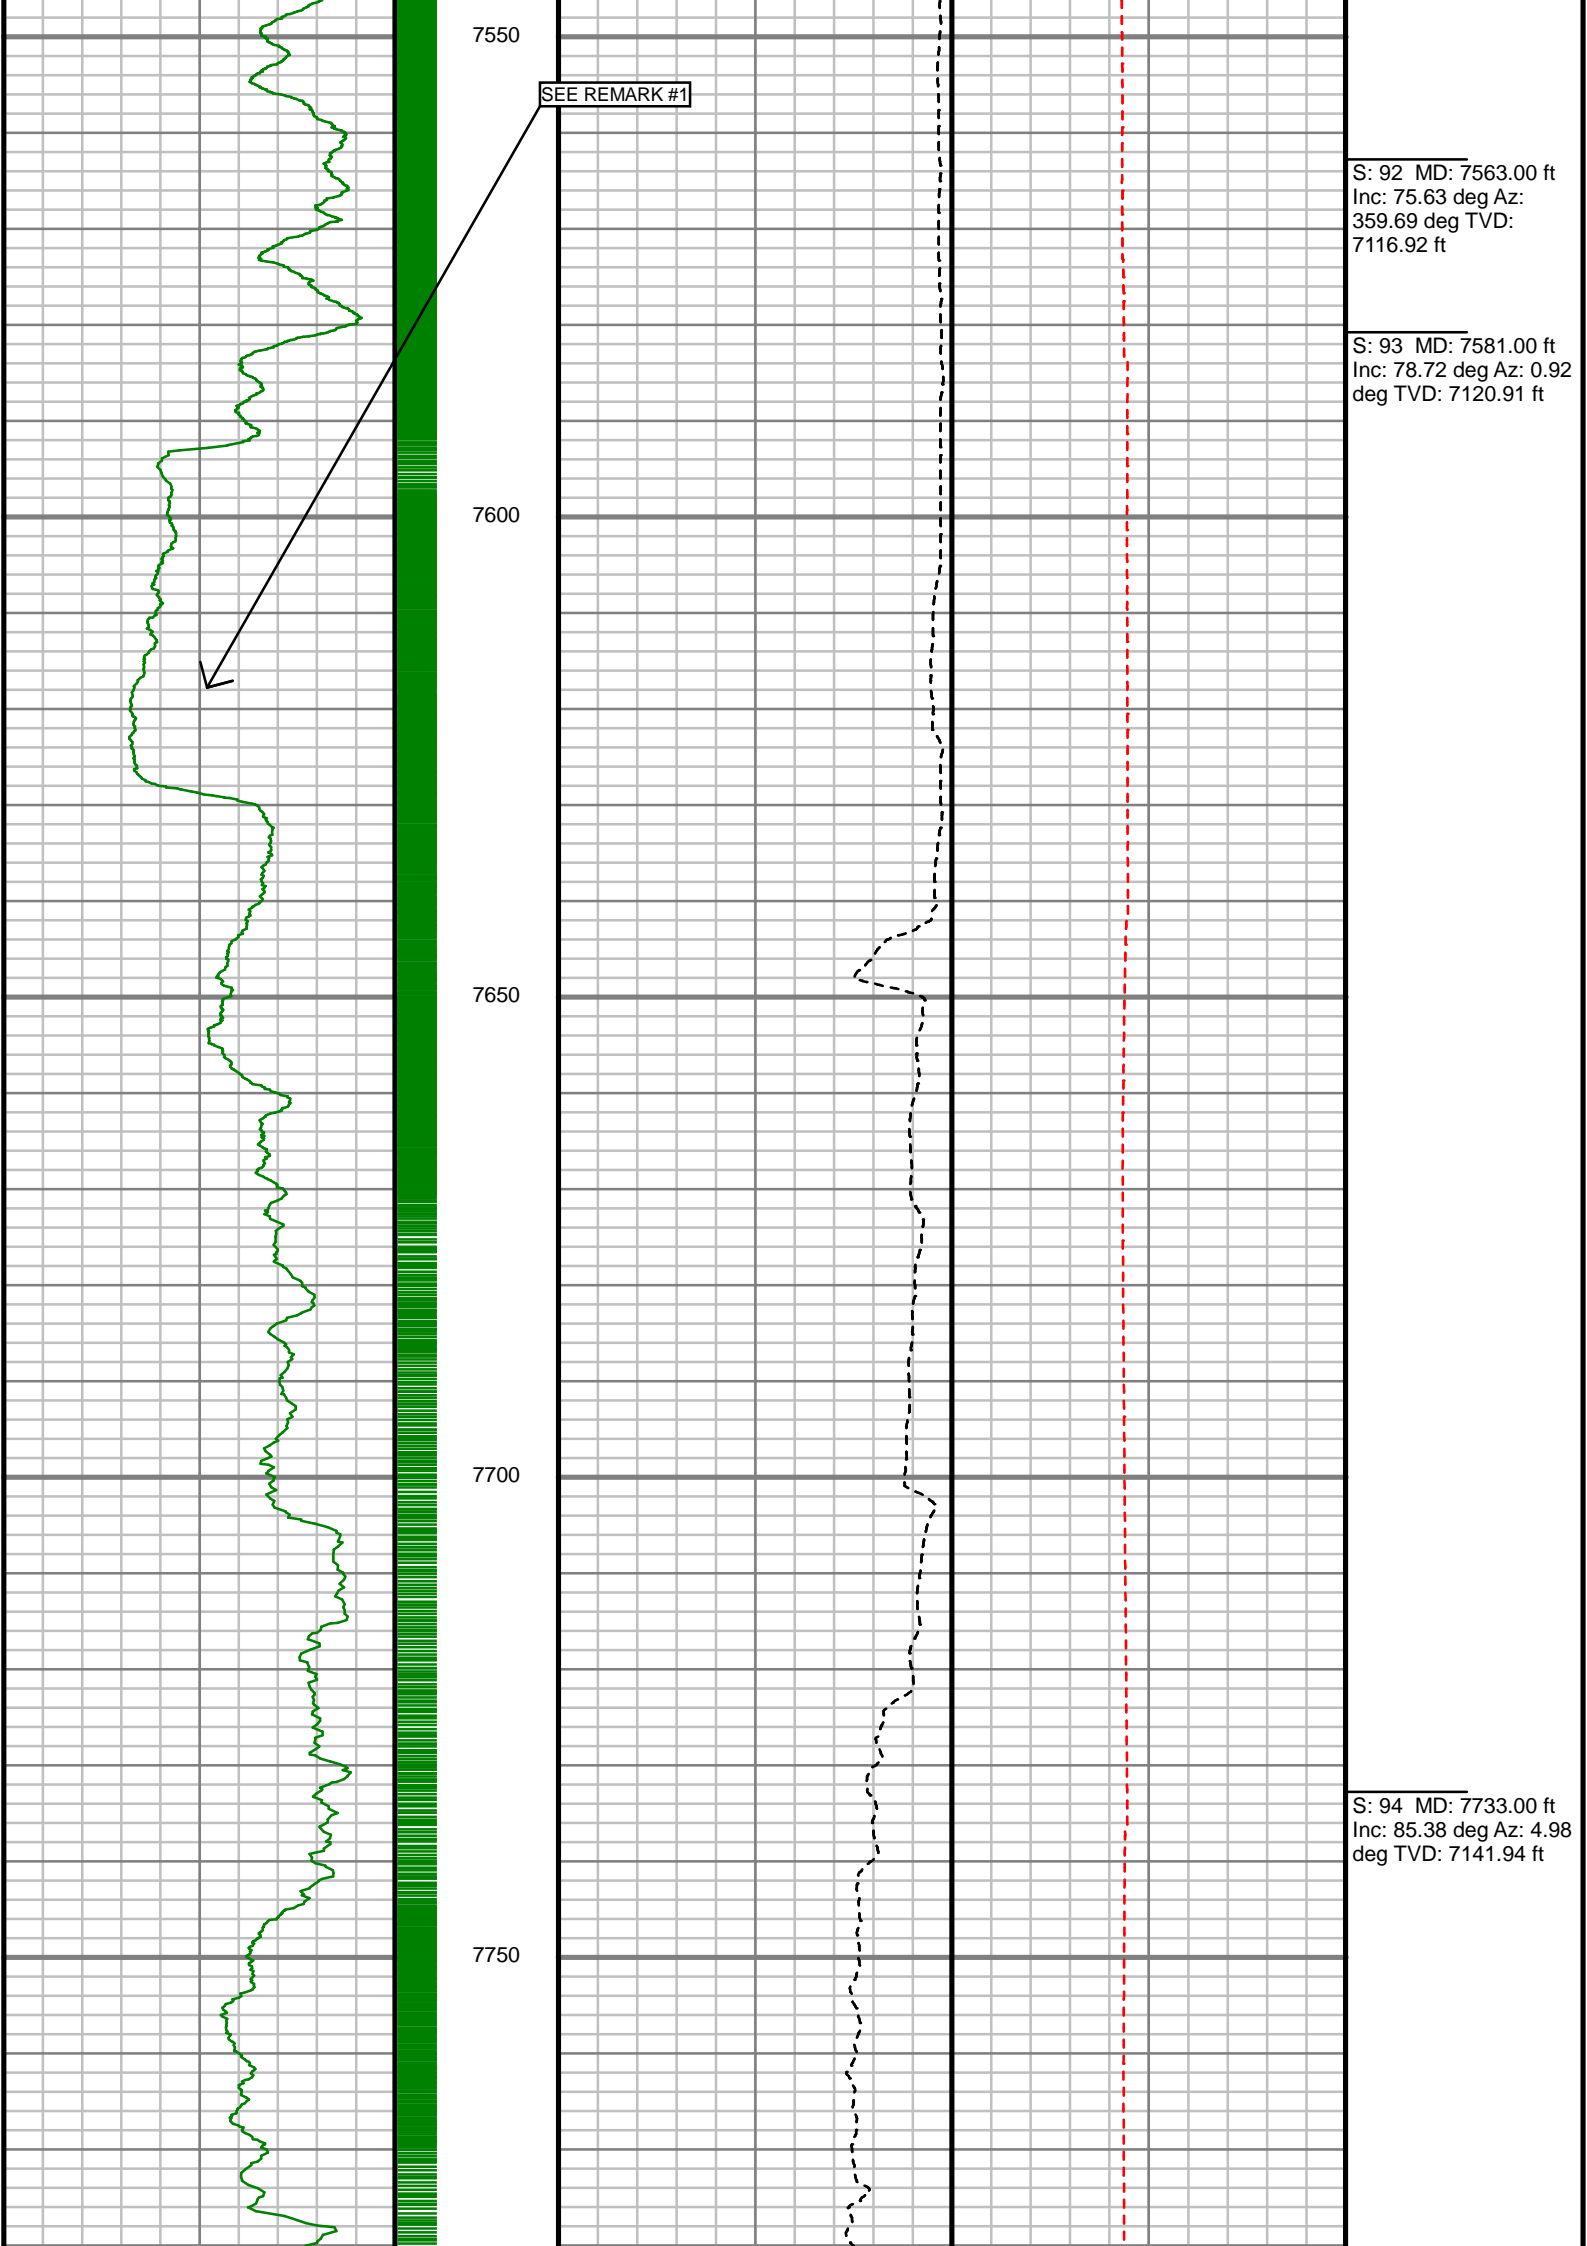 7550
SEE REMARK #1
S: 92 MD: 7563.00 ft
Inc: 75.63 deg Az:
359.69 deg TVD:
7116.92 ft
S: 93 MD: 7581.00 ft
Inc: 78.72 deg Az: 0.92
deg TVD: 7120.91 ft
7600
7650
7700
S: 94 MD: 7733.00 ft
Inc: 85.38 deg Az: 4.98
deg TVD: 7141.94 ft
7750